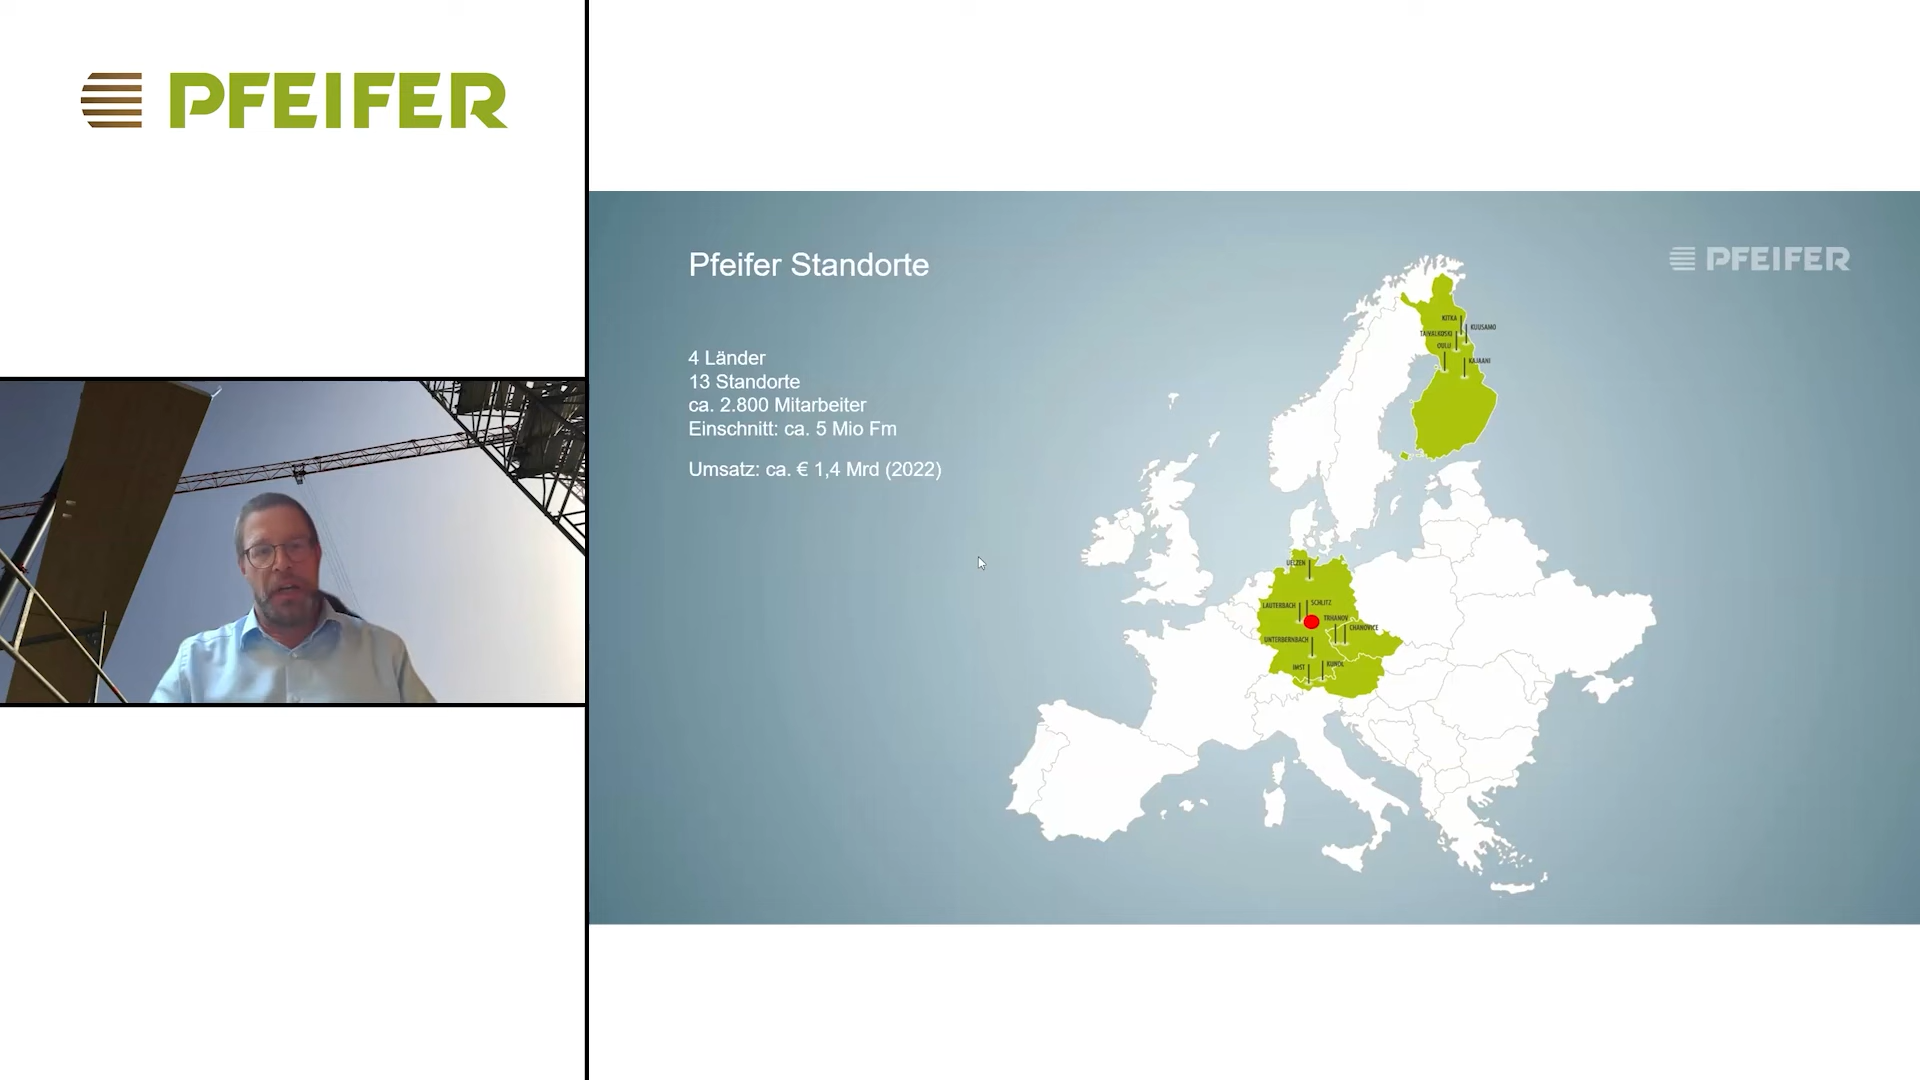 PFEIFER
Pfeifer Standorte
PFEIFER
4 Länder
13 Standorte
ca. 2.800 Mitarbeiter
Einschnitt: ca. 5 Mio Fm
Umsatz: ca. € 1,4 Mrd (2022)
KITKA
KUUSAMO
TAIVALKOSKI
OULU
KAJAANI
UELZEN
LAUTERBACH
SCHLITZ
TRHANOV
CHANOVICE
UNTERBERNBACH
IMST
KUNDL